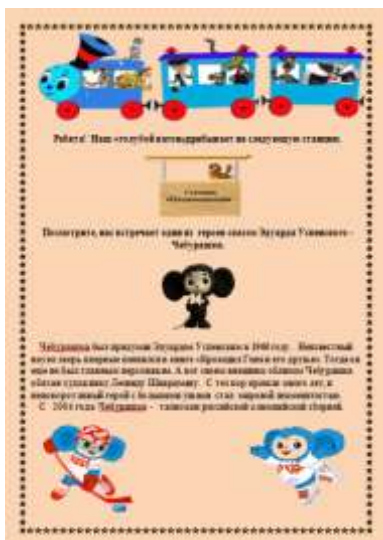 Ребята! Наш «голубой вагон» прибывает на следующую станцию.
Посмотрите, нас встречает один из героев сказок Эдуарда Успенского –
Чебурашка.
Чебурашка был придуман Эдуардом Успенским в 1966 году. Неизвестный
науке зверь впервые появился в книге «Крокодил Гена и его друзья». Тогда он
еще не был главным персонажем. А вот своим внешним обликом Чебурашка
обязан художнику Леониду Шварцману. С тех пор прошло много лет, и
неповоротливый герой с большими ушами стал мировой знаменитостью.
С 2004 года Чебурашка – талисман российской олимпийской сборной.